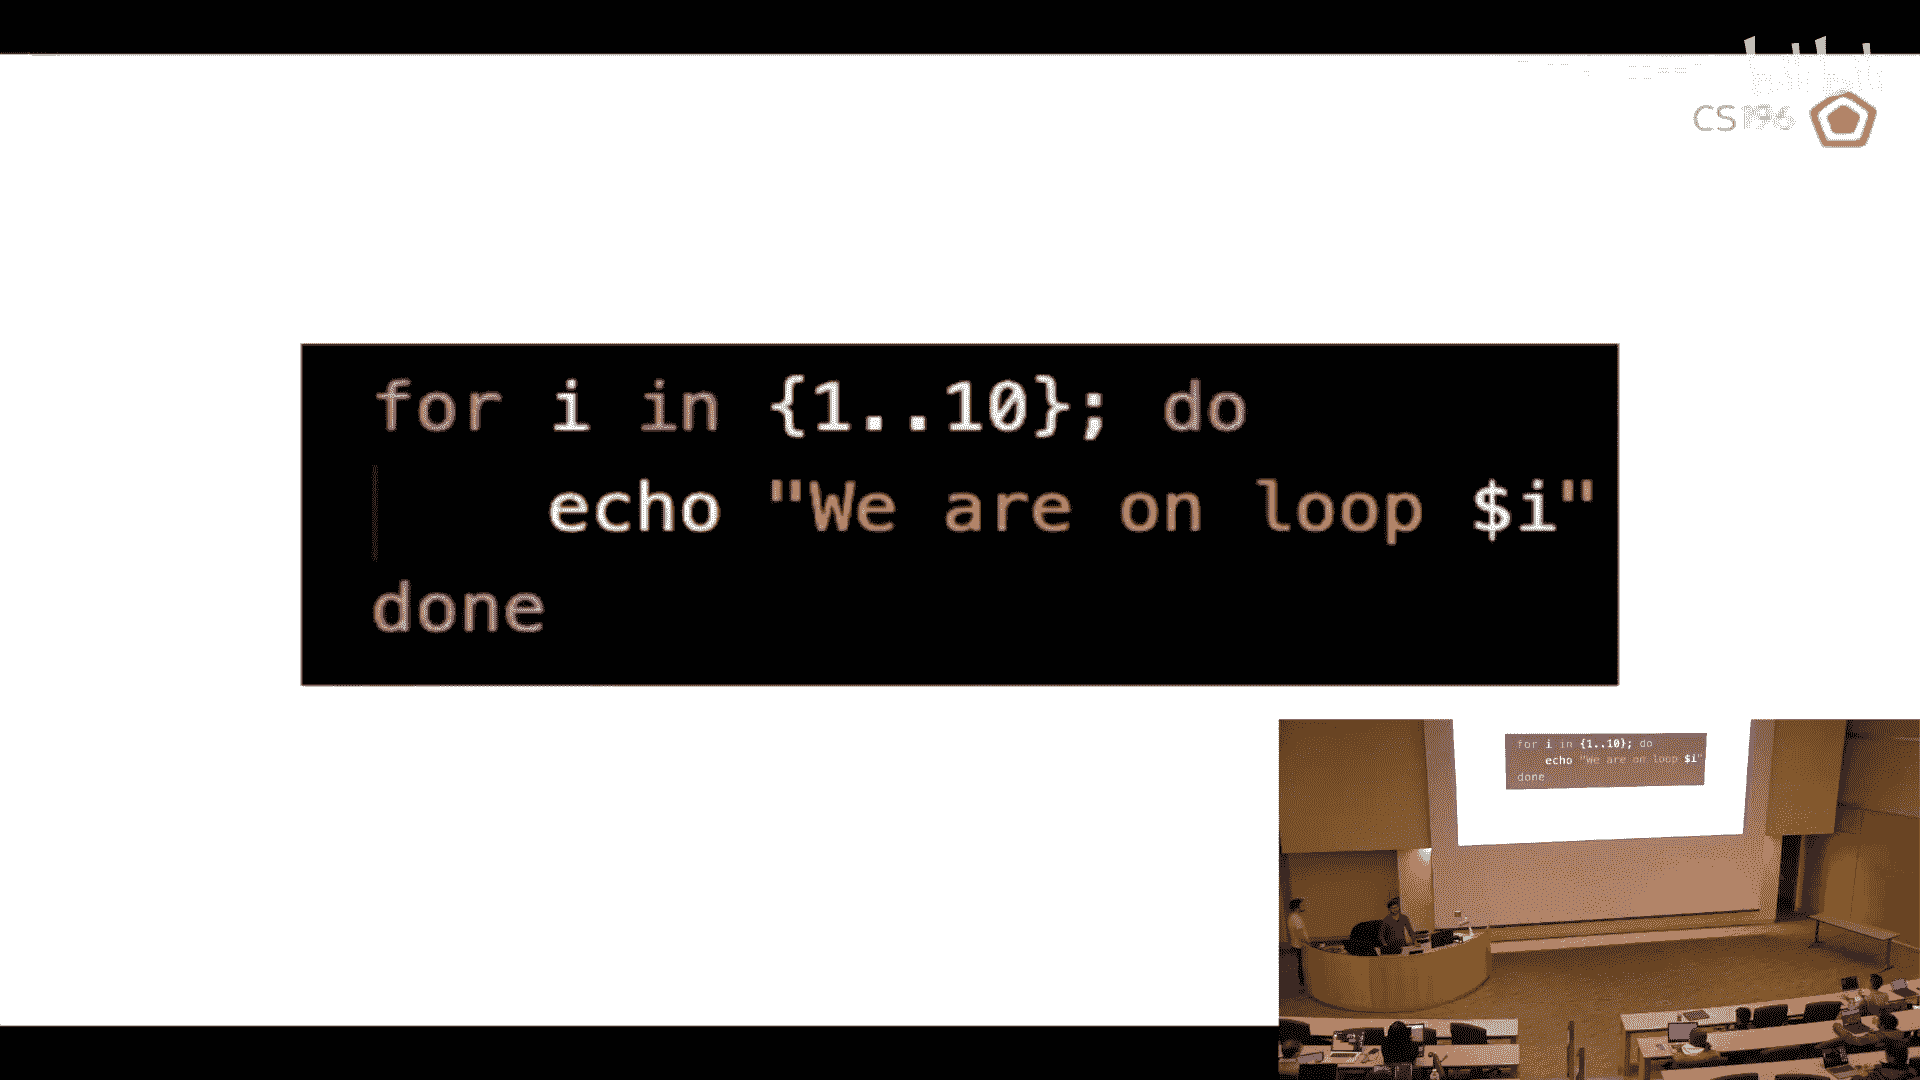 CS196
for i in {1..10}; do
echo "We are on loop $i"
done
for i in {1..10}; do
echo "We are on loop $i"
done